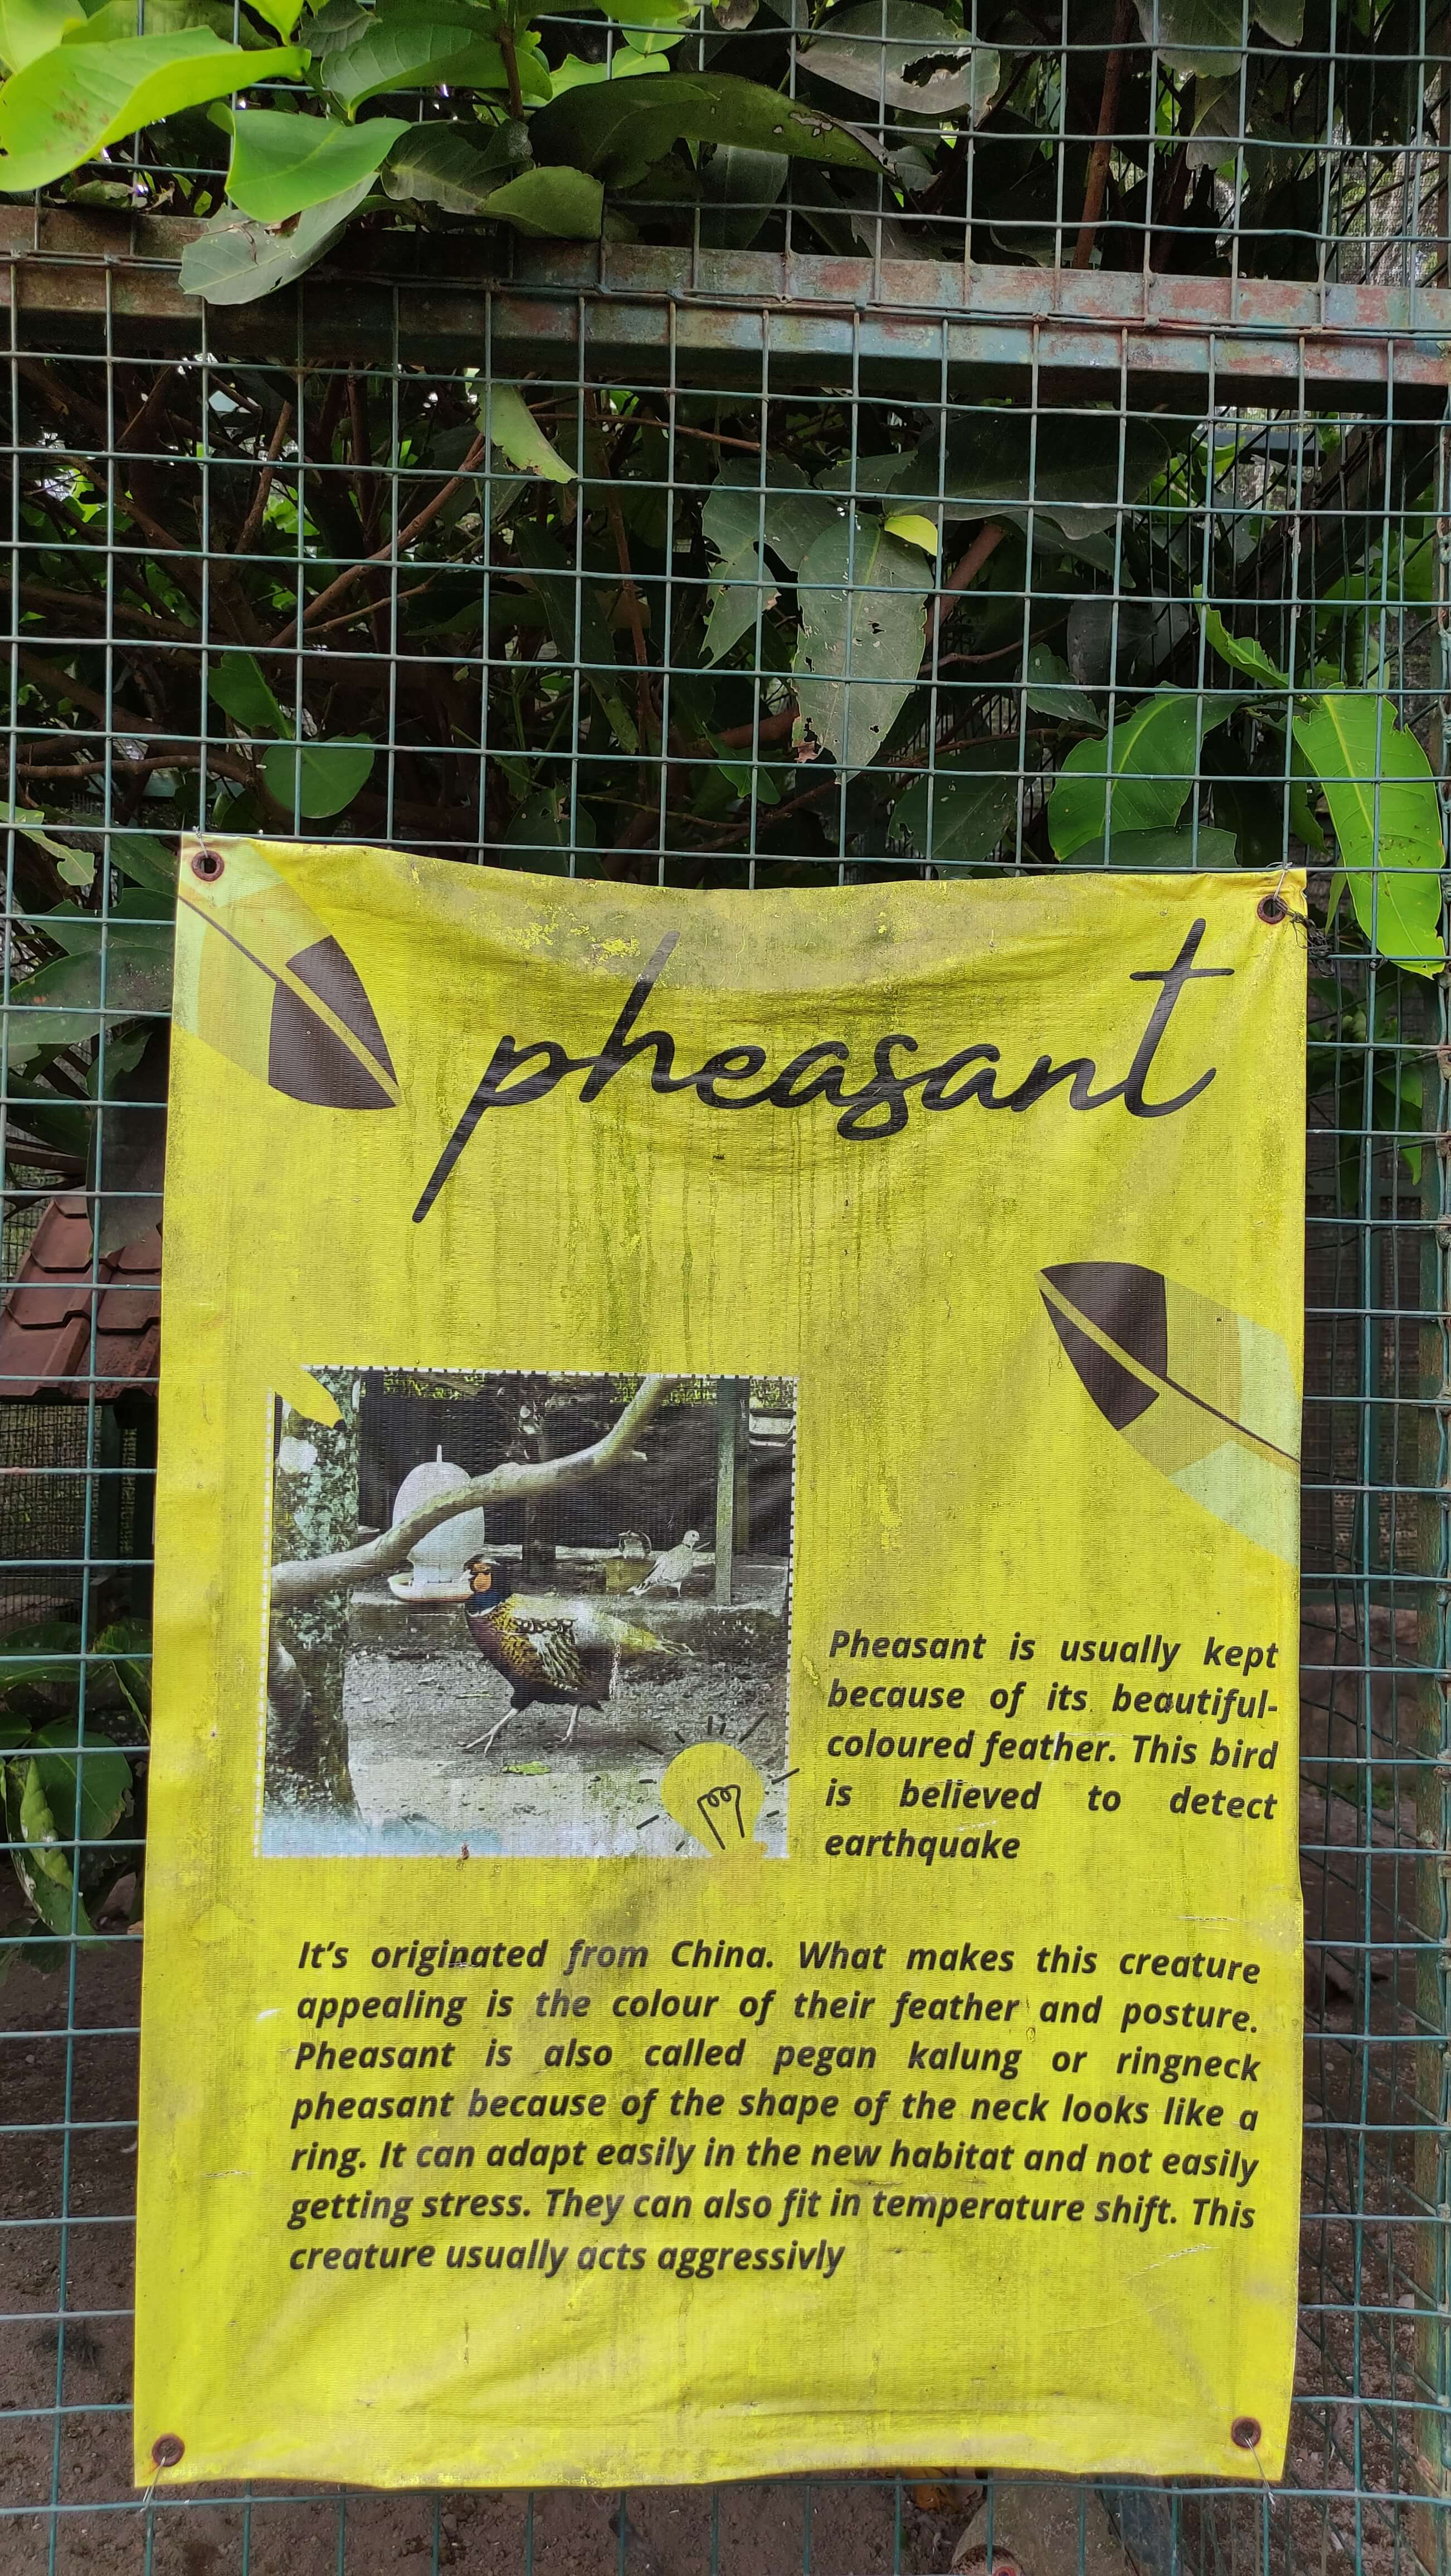 pheasant
Pheasant is usually kept
because of its beautiful-
coloured feather. This bird
is believed to detect
earthquake
It's originated from China. What makes this creature
appealing is the colour of their feather and posture.
Pheasant is also called pegan kalung or ringneck
pheasant because of the shape of the neck looks like a
ring. It can adapt easily in the new habitat and not easily
getting stress. They can also fit in temperature shift. This
creature usually acts aggressivly